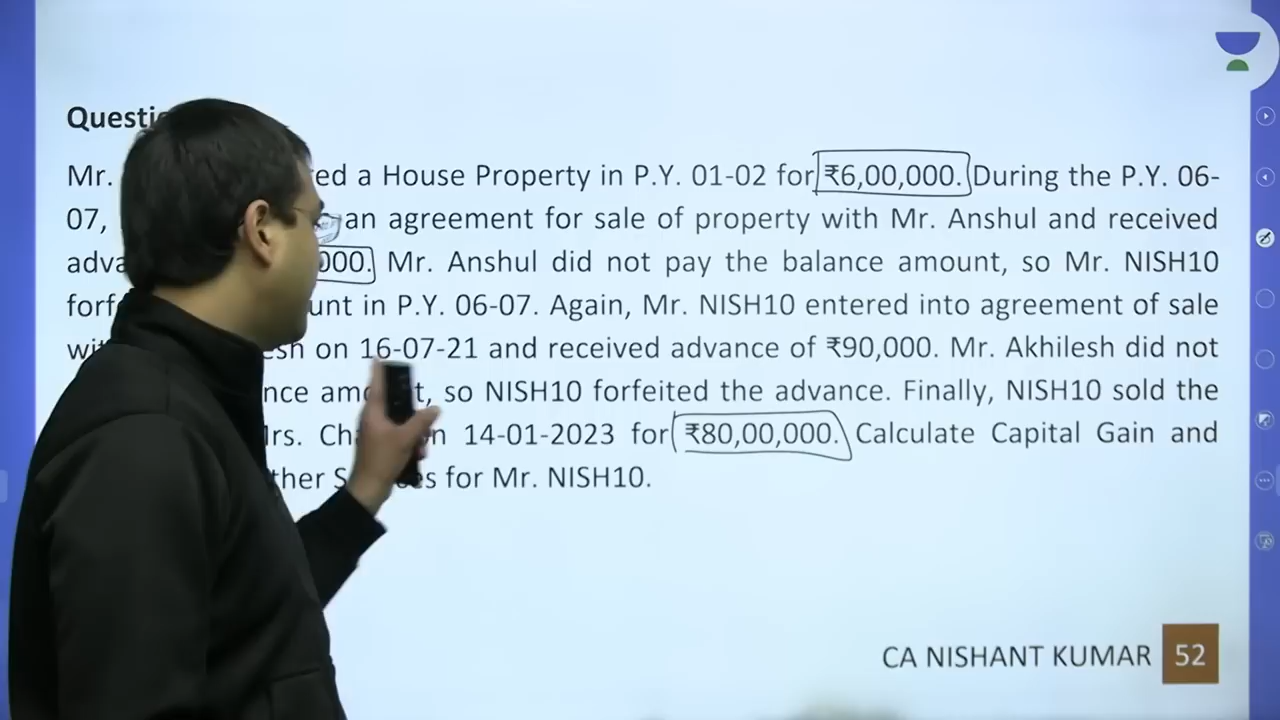 Questi
Mr. ed a House Property in P.Y. 01-02 for ₹6,00,000. During the P.Y. 06-
07, an agreement for sale of property with Mr. Anshul and received
adva 000. Mr. Anshul did not pay the balance amount, so Mr. NISH10
forf unt in P.Y. 06-07. Again, Mr. NISH10 entered into agreement of sale
wit esh on 16-07-21 and received advance of ₹90,000. Mr. Akhilesh did not
nce am t, so NISH10 forfeited the advance. Finally, NISH10 sold the
rs. Ch n 14-01-2023 for ₹80,00,000. Calculate Capital Gain and
ther S es for Mr. NISH10.
CA NISHANT KUMAR 52